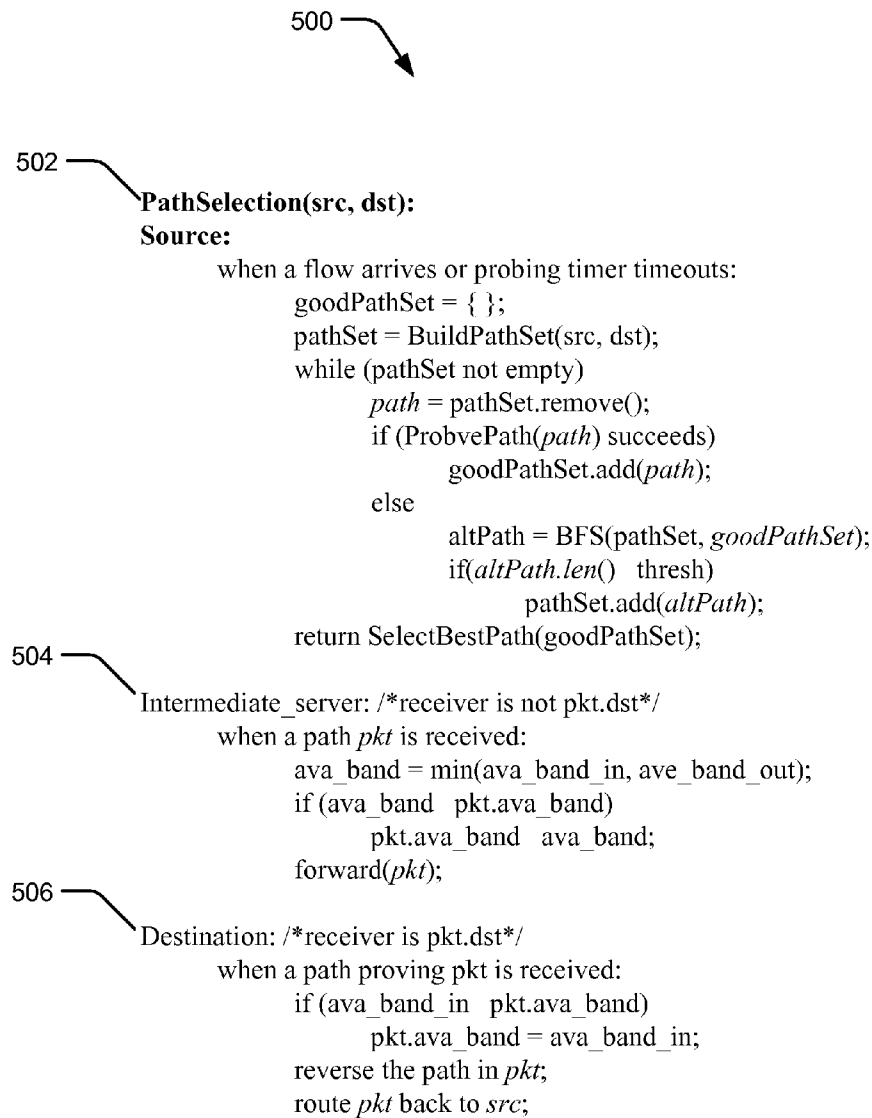 500
502
PathSelection(src, dst):
Source:
when a flow arrives or probing timer timeouts:
goodPathSet = { };
pathSet = BuildPathSet(src, dst);
while (pathSet not empty)
path = pathSet.remove();
if (ProbvePath(path) succeeds)
goodPathSet.add(path);
else
altPath = BFS(pathSet, goodPathSet);
if(altPath.len() thresh)
pathSet.add(altPath);
return SelectBestPath(goodPathSet);
504
Intermediate_server: /*receiver is not pkt.dst*/
when a path pkt is received:
ava_band = min(ava_band_in, ave_band_out);
if (ava_band pkt.ava_band)
pkt.ava_band ava_band;
forward(pkt);
506
Destination: /*receiver is pkt.dst*/
when a path proving pkt is received:
if (ava_band_in pkt.ava_band)
pkt.ava_band = ava_band_in;
reverse the path in pkt;
route pkt back to src;